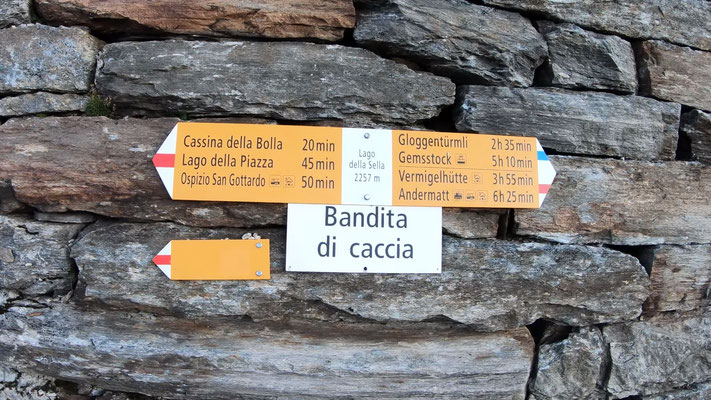 Cassina della Bolla 20 min
Lago della Piazza 45 min
Ospizio San Gottardo 50 min
Lago
della Sella
2257 m
Gloggentürmli 2 h 35 min
Gemsstock 5 h 10 min
Vermigelhütte 3 h 55 min
Andermatt 6 h 25 min
Bandita
di caccia